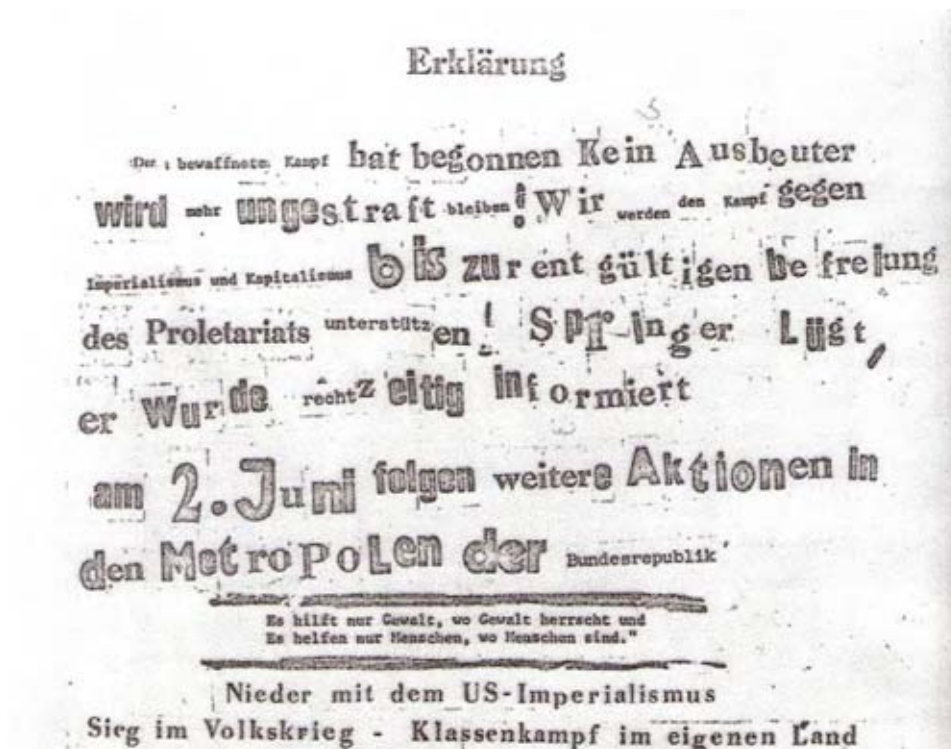 Erklärung
Der bewaffnete Kampf hat begonnen Kein Ausbeuter
wird mehr ungestraft bleiben! Wir werden den Kampf gegen
Imperialismus und Kapitalismus bis zur entgültigen befreiung
des Proletariats unterstützen! Springer Lügt,
er wurde rechtzeitig informiert
am 2. Juni folgen weitere Aktionen in
den MetroPoLen der Bundesrepublik
Es hilft nur Gewalt, wo Gewalt herrscht und
Es helfen nur Menschen, wo Menschen sind."
Nieder mit dem US-Imperialismus
Sieg im Volkskrieg - Klassenkampf im eigenen Land